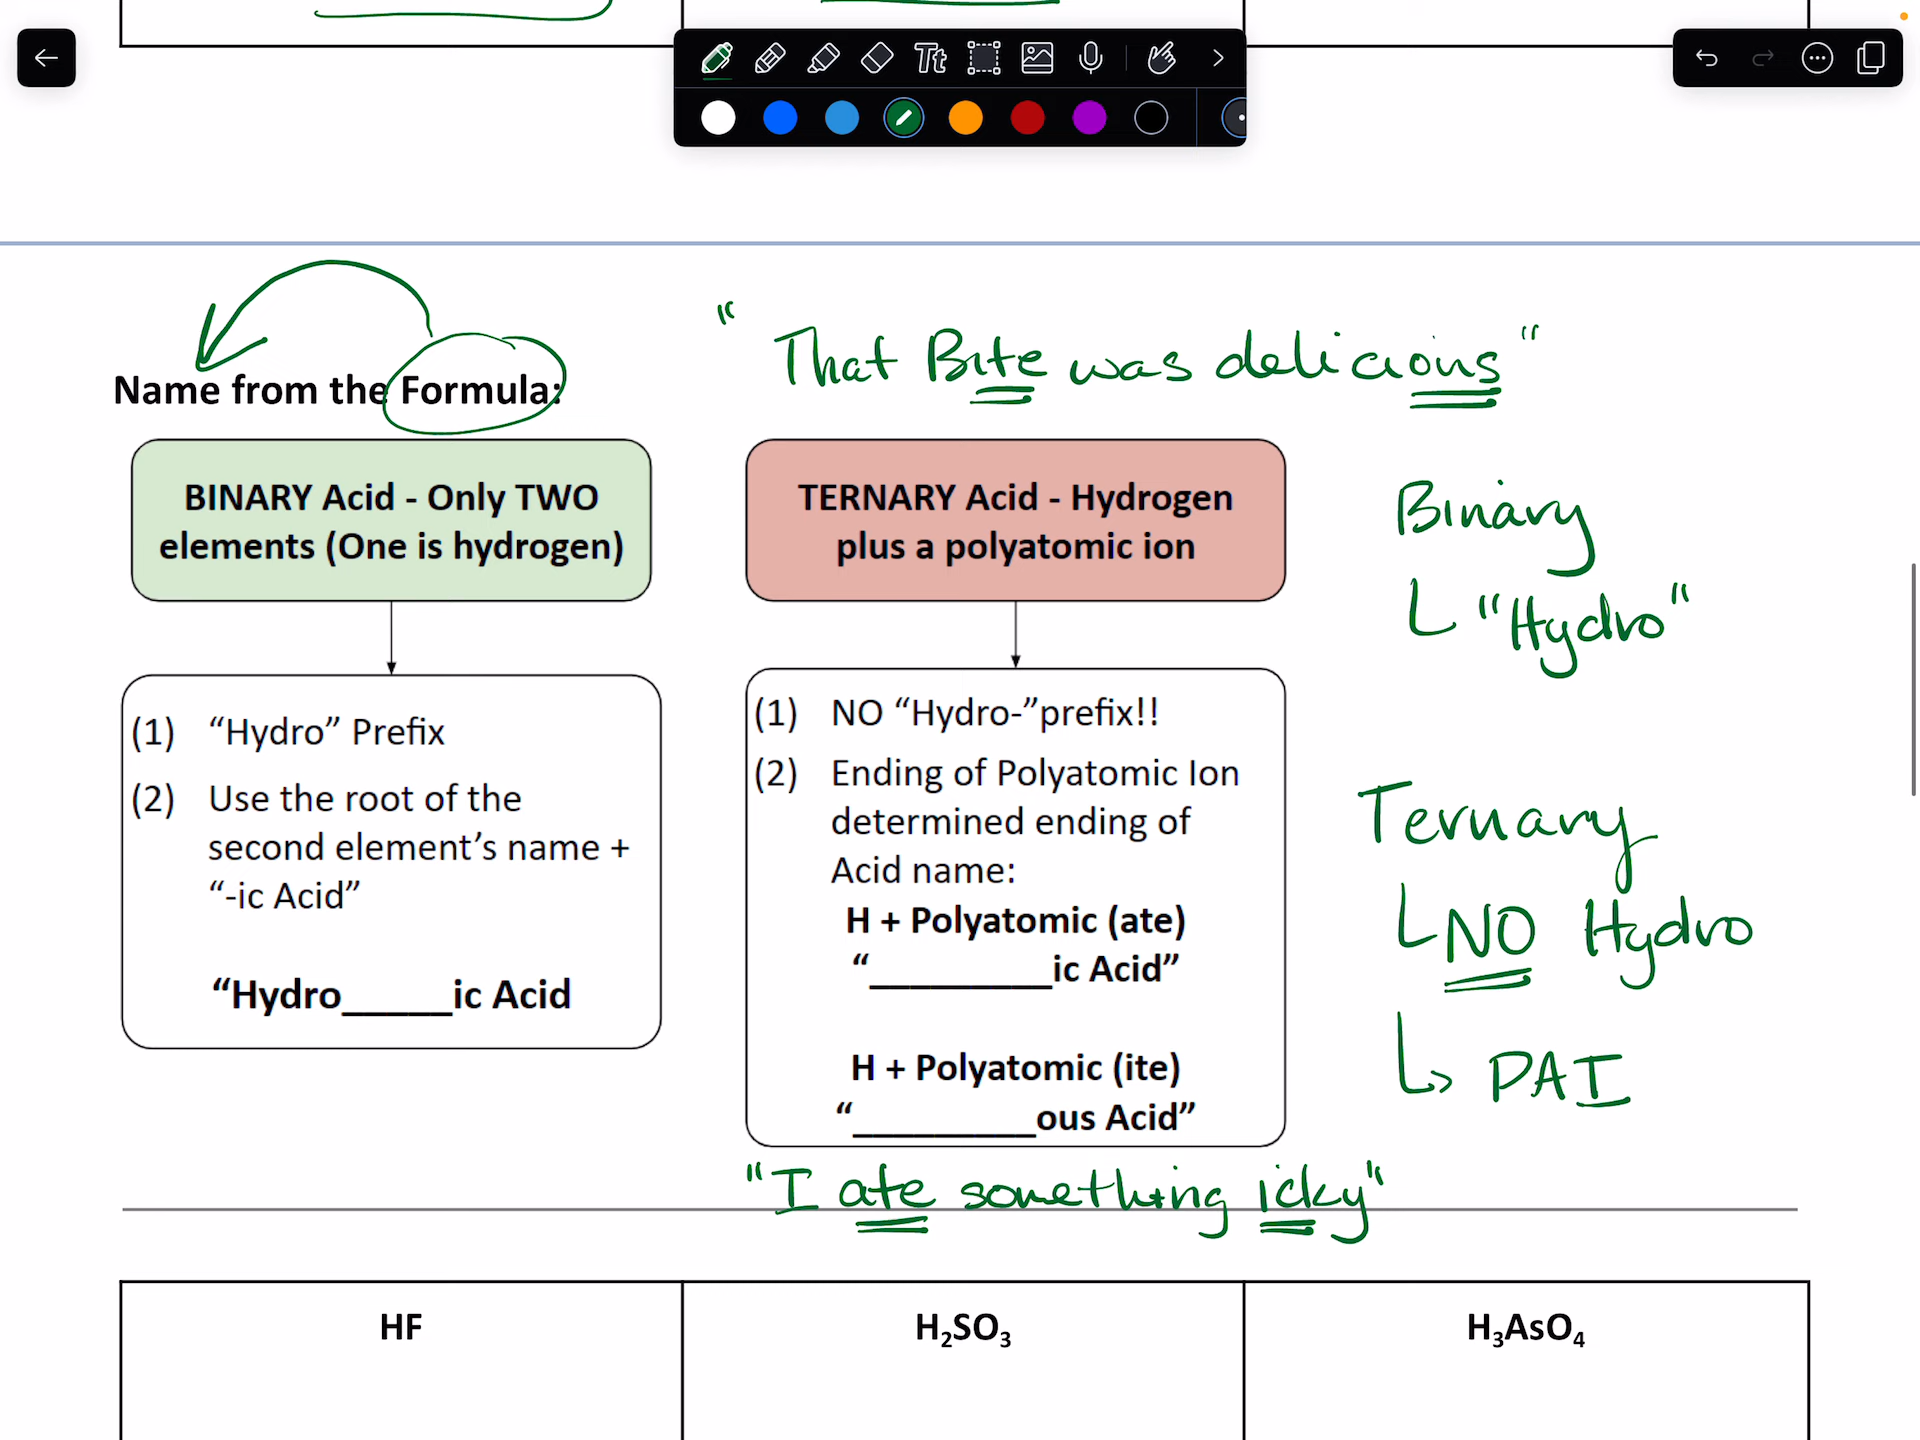 Tt
" That Bite was delicious "
Name from the Formula:
BINARY Acid - Only TWO
elements (One is hydrogen)
TERNARY Acid - Hydrogen
plus a polyatomic ion
Binary
"Hydro"
(1) “Hydro” Prefix
(2) Use the root of the
second element’s name +
“-ic Acid”
“Hydro_____ic Acid
(1) NO “Hydro-”prefix!!
(2) Ending of Polyatomic Ion
determined ending of
Acid name:
H + Polyatomic (ate)
“_________ic Acid”
H + Polyatomic (ite)
“_________ous Acid”
Ternary
NO Hydro
PAI
"I ate something icky"
HF
H₂SO₃
H₃AsO₄